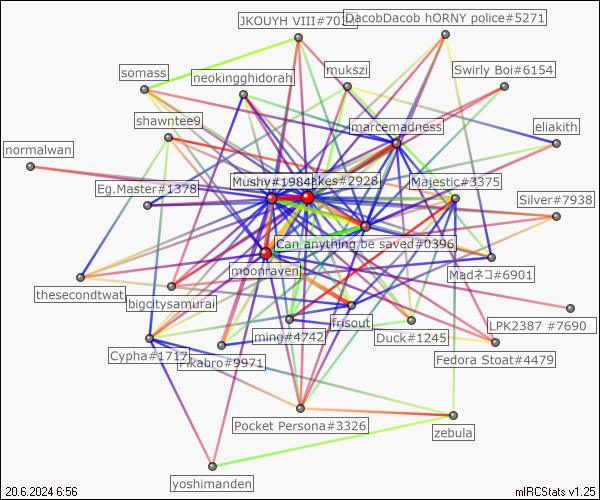 JKOUYH VIII#70
DacobDacob hORNY police#5271
somass
neokingghidorah
mukszi
Swirly Boi#6154
shawntee9
marcemadness
eliakith
normalwan
Eg.Master#1378
Mushy#1984
akes#2928
Majestic#3375
Silver#7938
Can anything be saved#0396
moonraven
Madネコ#6901
thesecondtwat
bigcitysamurai
frisout
LPK2387 #7690
ming#4742
Duck#1245
Cypha#1717
Pikabro#9971
Fedora Stoat#4479
Pocket Persona#3326
zebula
yoshimanden
20.6.2024 6:56
mIRCStats v1.25